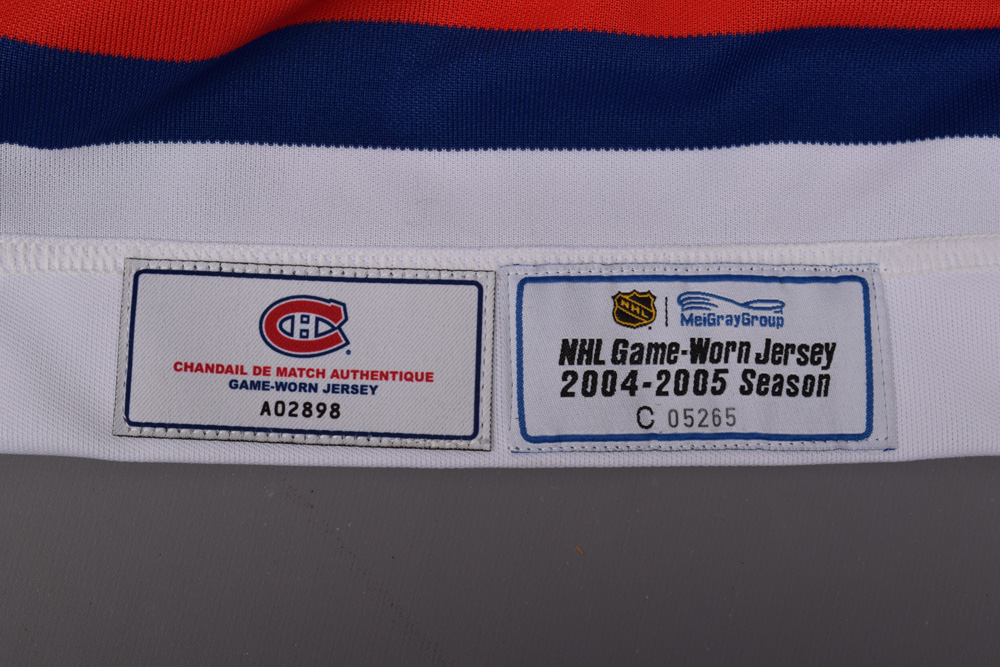 CHANDAIL DE MATCH AUTHENTIQUE
GAME-WORN JERSEY
A02898
NHL | MeiGrayGroup
NHL Game-Worn Jersey
2004-2005 Season
C 05265